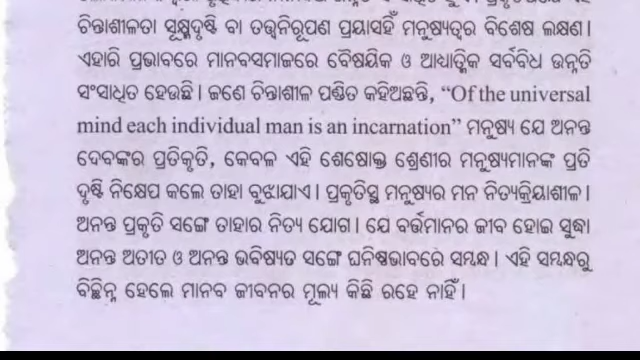 ଚିନ୍ତାଶୀଳତା ସୂକ୍ଷ୍ମଦୃଷ୍ଟି ବା ତତ୍ତ୍ୱନିରୂପଣ ପ୍ରୟାସହିଁ ମନୁଷ୍ୟତ୍ୱର ବିଶେଷ ଲକ୍ଷଣ।
ଏହାରି ପ୍ରଭାବରେ ମାନବସମାଜରେ ବୈଷୟିକ ଓ ଆଧ୍ୟାତ୍ମିକ ସର୍ବବିଧ ଉନ୍ନତି
ସଂସାଧିତ ହେଉଛି। ଜଣେ ଚିନ୍ତାଶୀଳ ପଣ୍ଡିତ କହିଅଛନ୍ତି, “Of the universal
mind each individual man is an incarnation” ମନୁଷ୍ୟ ଯେ ଅନନ୍ତ
ଦେବଙ୍କର ପ୍ରତିକୃତି, କେବଳ ଏହି ଶେଷୋକ୍ତ ଶ୍ରେଣୀର ମନୁଷ୍ୟମାନଙ୍କ ପ୍ରତି
ଦୃଷ୍ଟି ନିକ୍ଷେପ କଲେ ତାହା ବୁଝାଯାଏ। ପ୍ରକୃତିସ୍ଥ ମନୁଷ୍ୟର ମନ ନିତ୍ୟକ୍ରିୟାଶୀଳ।
ଅନନ୍ତ ପ୍ରକୃତି ସଙ୍ଗେ ତାହାର ନିତ୍ୟ ଯୋଗ। ଯେ ବର୍ତ୍ତମାନର ଜୀବ ହୋଇ ସୁଦ୍ଧା
ଅନନ୍ତ ଅତୀତ ଓ ଅନନ୍ତ ଭବିଷ୍ୟତ ସଙ୍ଗେ ଘନିଷ୍ଠଭାବରେ ସମ୍ବନ୍ଧ। ଏହି ସମ୍ବନ୍ଧରୁ
ବିଚ୍ଛିନ୍ନ ହେଲେ ମାନବ ଜୀବନର ମୂଲ୍ୟ କିଛି ରହେ ନାହିଁ।